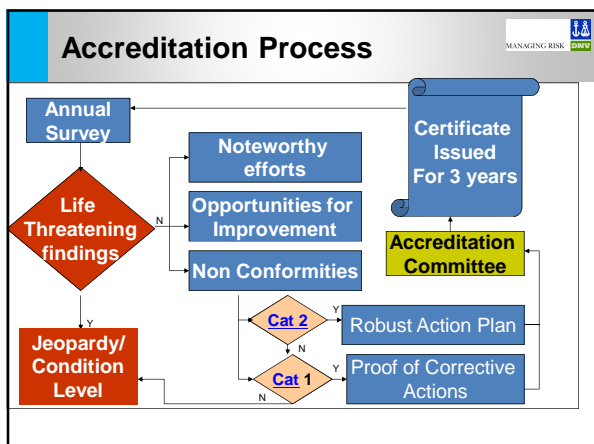 Accreditation Process
MANAGING RISK
DNV
Annual
Survey
Certificate
Issued
For 3 years
Noteworthy
efforts
Life
Threatening
findings
N
Opportunities for
Improvement
Non Conformities
Accreditation
Committee
Y
Cat 2
Y
Robust Action Plan
Jeopardy/
Condition
Level
N
Cat 1
Y
Proof of Corrective
Actions
N